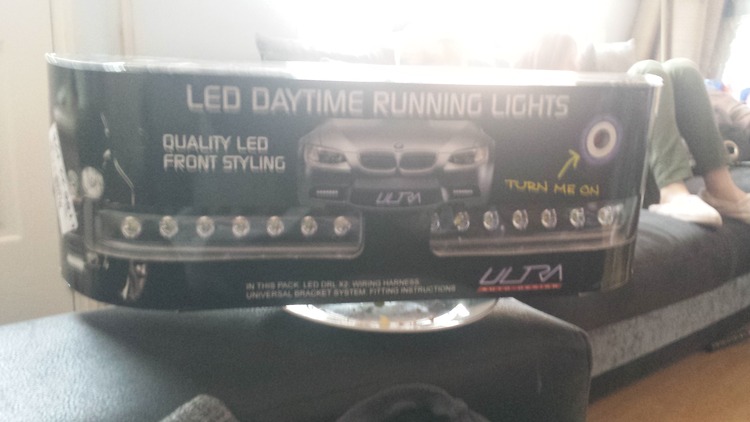 LED DAYTIME RUNNING LIGHTS
QUALITY LED
FRONT STYLING
TURN ME ON
ULTRA
ULTRA
IN THIS PACK. LED DRL X2. WIRING HARNESS
UNIVERSAL BRACKET SYSTEM. FITTING INSTRUCTIONS